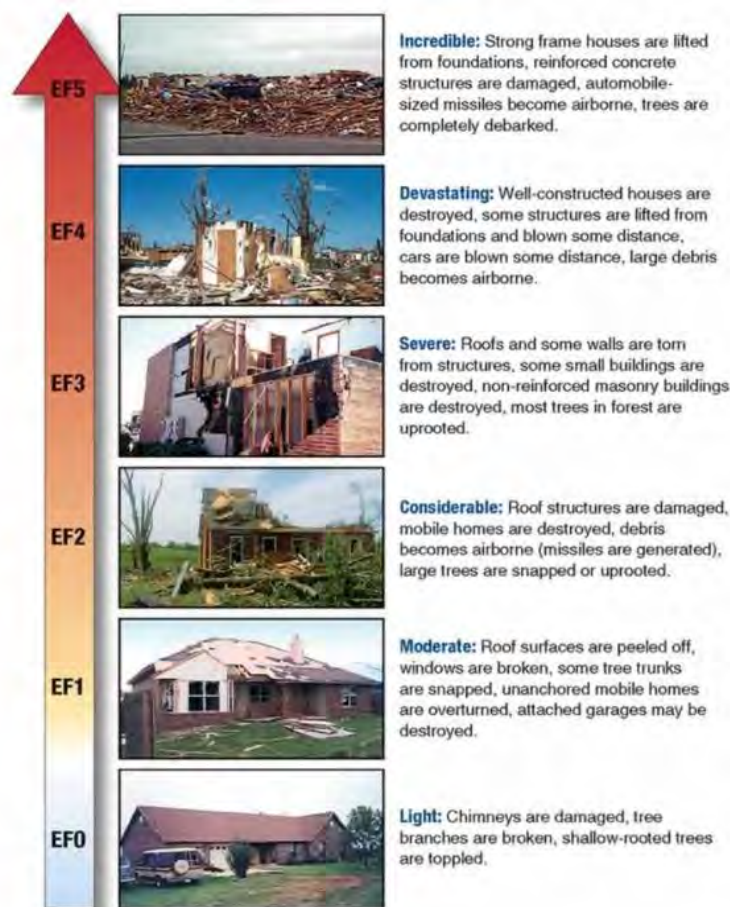 EF5
Incredible: Strong frame houses are lifted
from foundations, reinforced concrete
structures are damaged, automobile-
sized missiles become airborne, trees are
completely debarked.
EF4
Devastating: Well-constructed houses are
destroyed, some structures are lifted from
foundations and blown some distance,
cars are blown some distance, large debris
becomes airborne.
EF3
Severe: Roofs and some walls are torn
from structures, some small buildings are
destroyed, non-reinforced masonry buildings
are destroyed, most trees in forest are
uprooted.
EF2
Considerable: Roof structures are damaged,
mobile homes are destroyed, debris
becomes airborne (missiles are generated),
large trees are snapped or uprooted.
EF1
Moderate: Roof surfaces are peeled off,
windows are broken, some tree trunks
are snapped, unanchored mobile homes
are overturned, attached garages may be
destroyed.
EF0
Light: Chimneys are damaged, tree
branches are broken, shallow-rooted trees
are toppled.